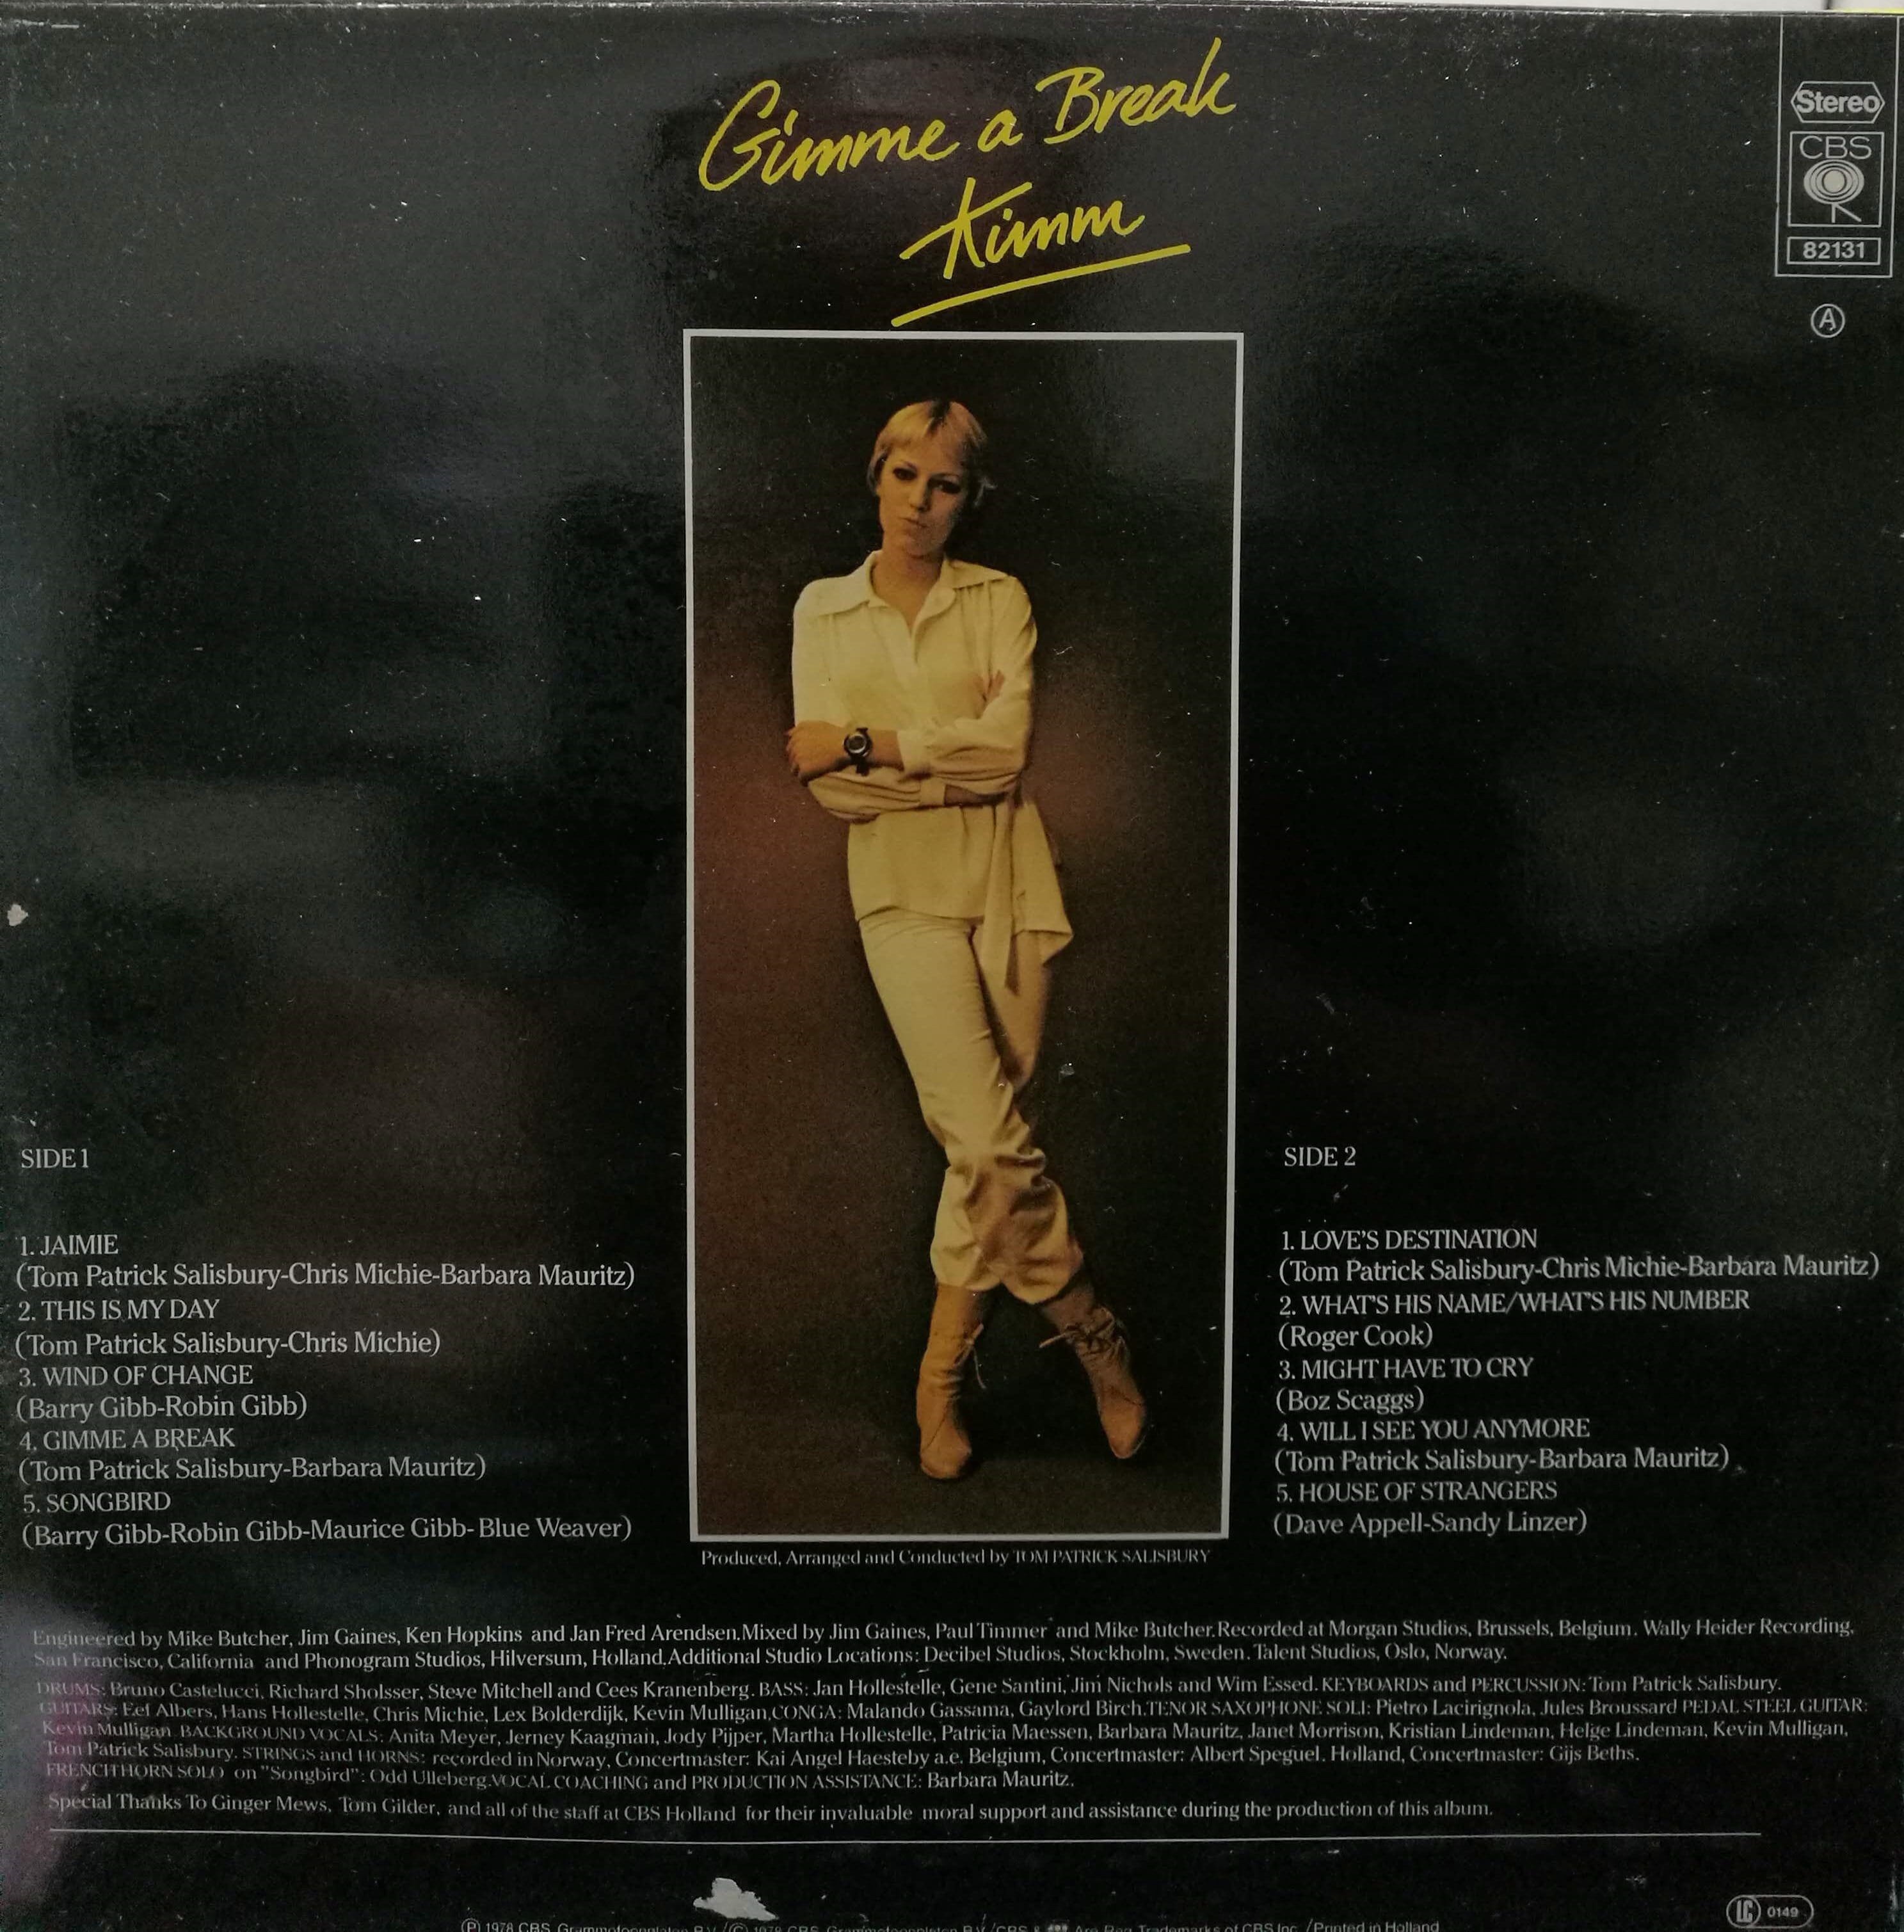 Gimme a Break
Kimm
Stereo
CBS
82131
A
SIDE 1
1. JAIMIE
(Tom Patrick Salisbury-Chris Michie-Barbara Mauritz)
2. THIS IS MY DAY
(Tom Patrick Salisbury-Chris Michie)
3. WIND OF CHANGE
(Barry Gibb-Robin Gibb)
4. GIMME A BREAK
(Tom Patrick Salisbury-Barbara Mauritz)
5. SONGBIRD
(Barry Gibb-Robin Gibb-Maurice Gibb-Blue Weaver)
SIDE 2
1. LOVE'S DESTINATION
(Tom Patrick Salisbury-Chris Michie-Barbara Mauritz)
2. WHAT'S HIS NAME/WHAT'S HIS NUMBER
(Roger Cook)
3. MIGHT HAVE TO CRY
(Boz Scaggs)
4. WILL I SEE YOU ANYMORE
(Tom Patrick Salisbury-Barbara Mauritz)
5. HOUSE OF STRANGERS
(Dave Appell-Sandy Linzer)
Produced, Arranged and Conducted by TOM PATRICK SALISBURY
Engineered by Mike Butcher, Jim Gaines, Ken Hopkins and Jan Fred Arendsen.Mixed by Jim Gaines, Paul Timmer and Mike Butcher.Recorded at Morgan Studios, Brussels, Belgium. Wally Heider Recording,
San Francisco, California and Phonogram Studios, Hilversum, Holland.Additional Studio Locations: Decibel Studios, Stockholm, Sweden. Talent Studios, Oslo, Norway.
DRUMS: Bruno Castelucci, Richard Sholsser, Steve Mitchell and Cees Kranenberg. BASS: Jan Hollestelle, Gene Santini, Jim Nichols and Wim Essed. KEYBOARDS and PERCUSSION: Tom Patrick Salisbury.
GUITARS: Eef Albers, Hans Hollestelle, Chris Michie, Lex Bolderdijk, Kevin Mulligan.CONGA: Malando Gassama, Gaylord Birch.TENOR SAXOPHONE SOLI: Pietro Lacirignola, Jules Broussard PEDAL STEEL GUITAR:
Kevin Mulligan. BACKGROUND VOCALS: Anita Meyer, Jerney Kaagman, Jody Pijper, Martha Hollestelle, Patricia Maessen, Barbara Mauritz, Janet Morrison, Kristian Lindeman, Helge Lindeman, Kevin Mulligan,
Tom Patrick Salisbury. STRINGS and HORNS: recorded in Norway, Concertmaster: Kai Angel Haesteby a.e. Belgium, Concertmaster: Albert Speguel. Holland, Concertmaster: Gijs Beths.
FRENCH HORN SOLO on "Songbird": Odd Ulleberg.VOCAL COACHING and PRODUCTION ASSISTANCE: Barbara Mauritz.
Special Thanks To Ginger Mews, Tom Gilder, and all of the staff at CBS Holland for their invaluable moral support and assistance during the production of this album.
LC 0149
Ⓟ 1978 CBS Grammofoonplaten B.V./Ⓒ 1978 CBS Grammofoonplaten B.V./CBS & Are Reg. Trademarks of CBS Inc./Printed in Holland